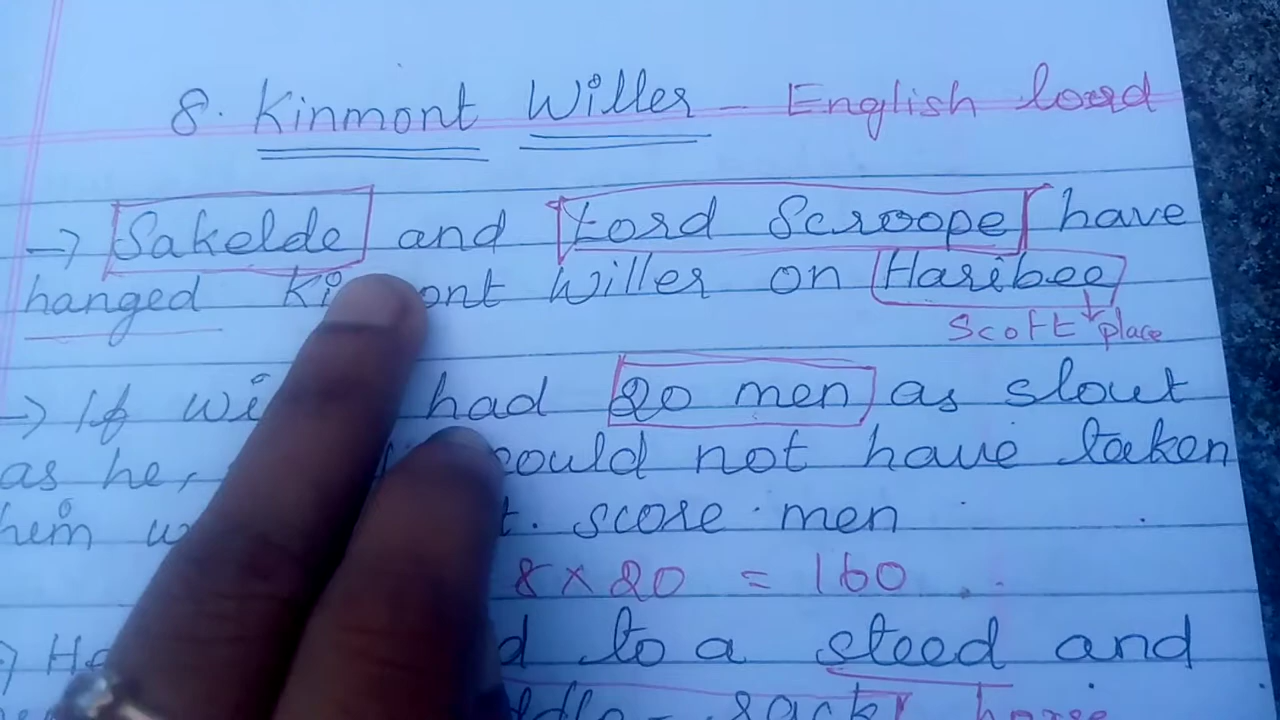 8. Kinmont Willer - English lord
→ Sakelde and Lord Scroope have
hanged Ki ont Willer on Haribee
Scott place
→ If had 20 men as stout
as he, could not have taken
score men
8 × 20 = 160
to a steed and
horse